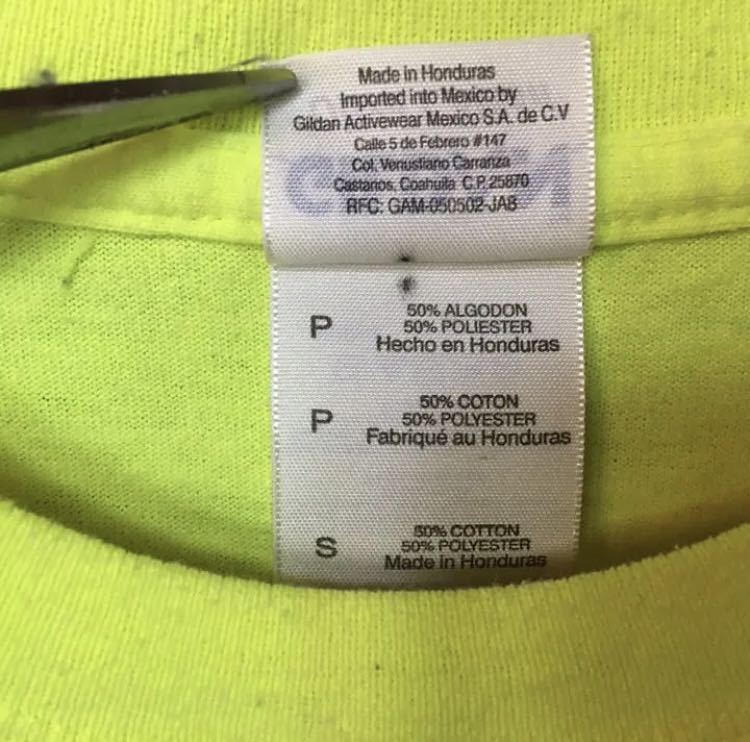 Made in Honduras
Imported into Mexico by
Gildan Activewear Mexico S.A. de C.V
Calle 5 de Febrero #147
Col. Venustiano Carranza
Castanos, Coahuila C.P. 25870
RFC: GAM-050502-JA8
P
50% ALGODON
50% POLIESTER
Hecho en Honduras
P
50% COTON
50% POLYESTER
Fabriqué au Honduras
S
50% COTTON
50% POLYESTER
Made in Honduras